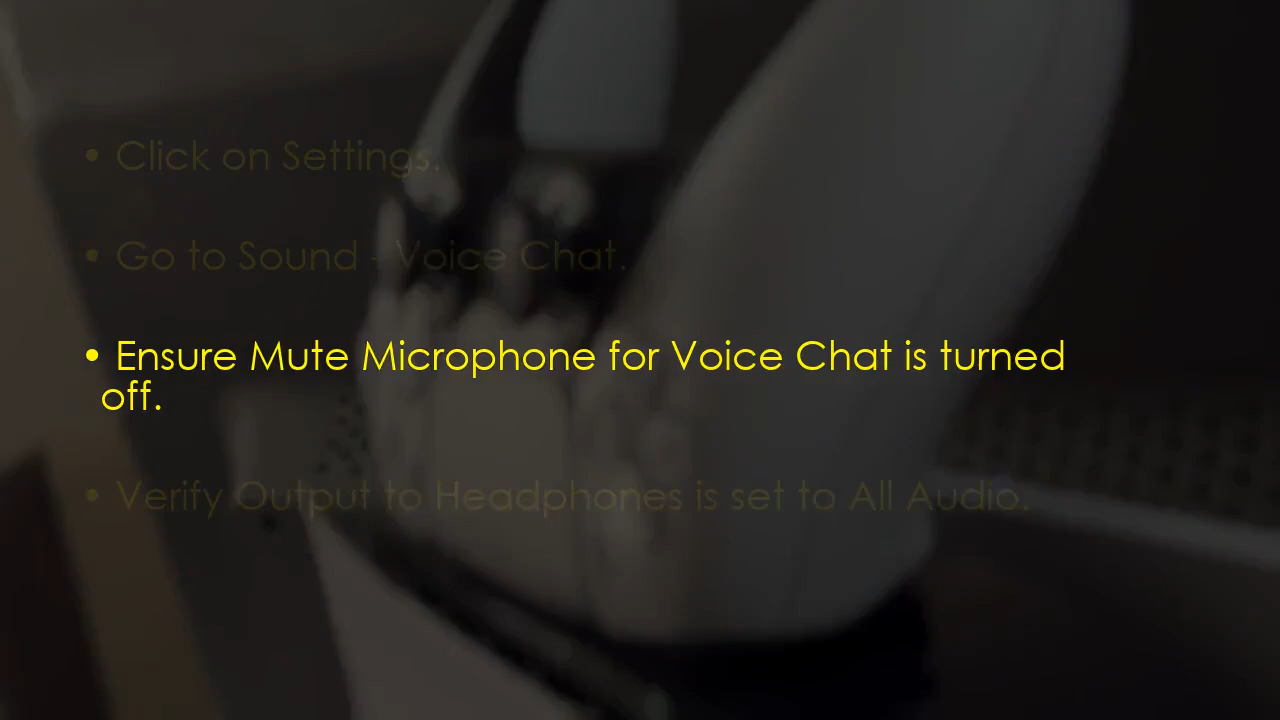 • Click on Settings.
• Go to Sound - Voice Chat.
• Ensure Mute Microphone for Voice Chat is turned
off.
• Verify Output to Headphones is set to All Audio.